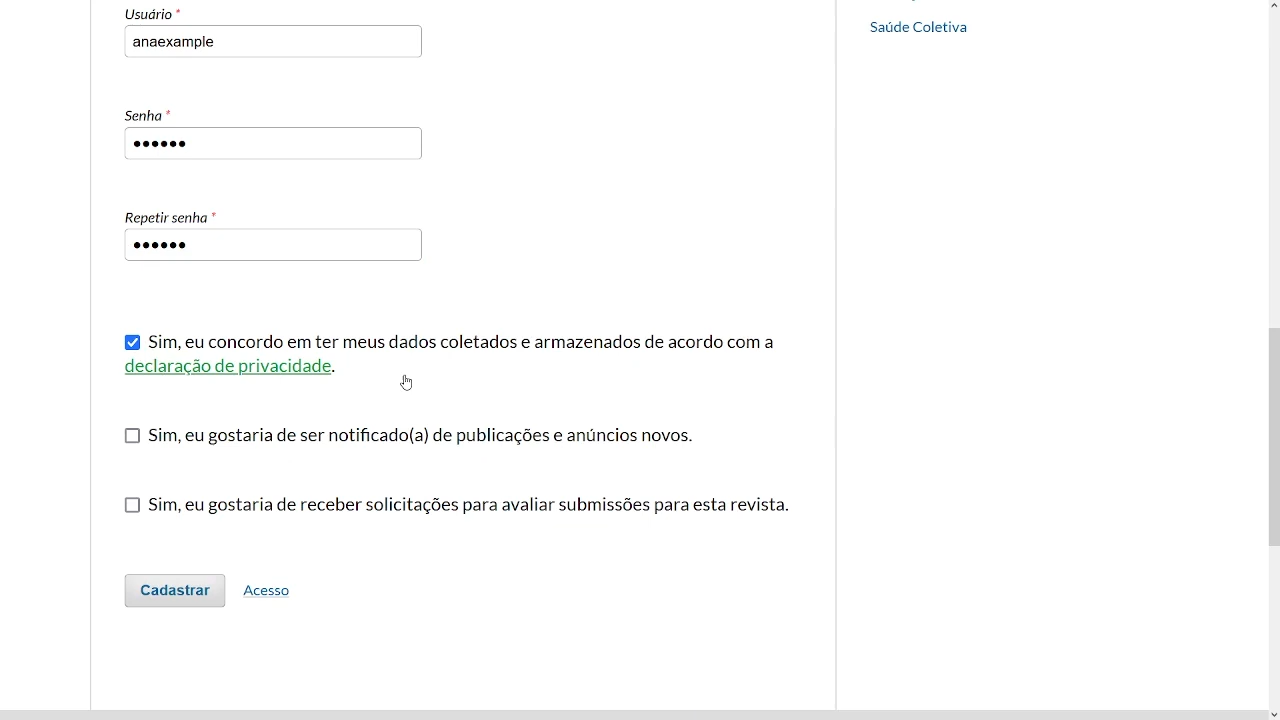 Usuário *
Saúde Coletiva
anaexample
Senha *
••••••
Repetir senha *
••••••
Sim, eu concordo em ter meus dados coletados e armazenados de acordo com a
declaração de privacidade.
Sim, eu gostaria de ser notificado(a) de publicações e anúncios novos.
Sim, eu gostaria de receber solicitações para avaliar submissões para esta revista.
Cadastrar Acesso